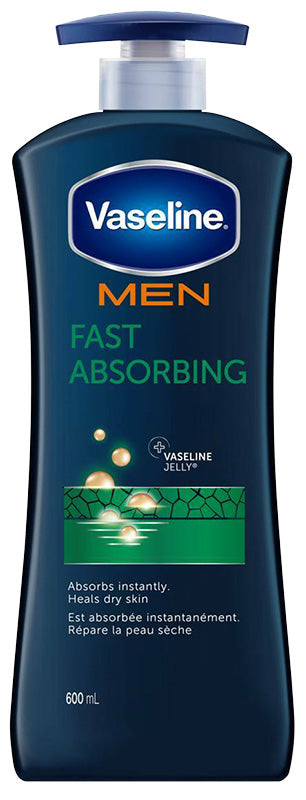 Vaseline®
MEN
FAST
ABSORBING
VASELINE
JELLY®
Absorbs instantly.
Heals dry skin
Est absorbée instantanément.
Répare la peau sèche
600 mL